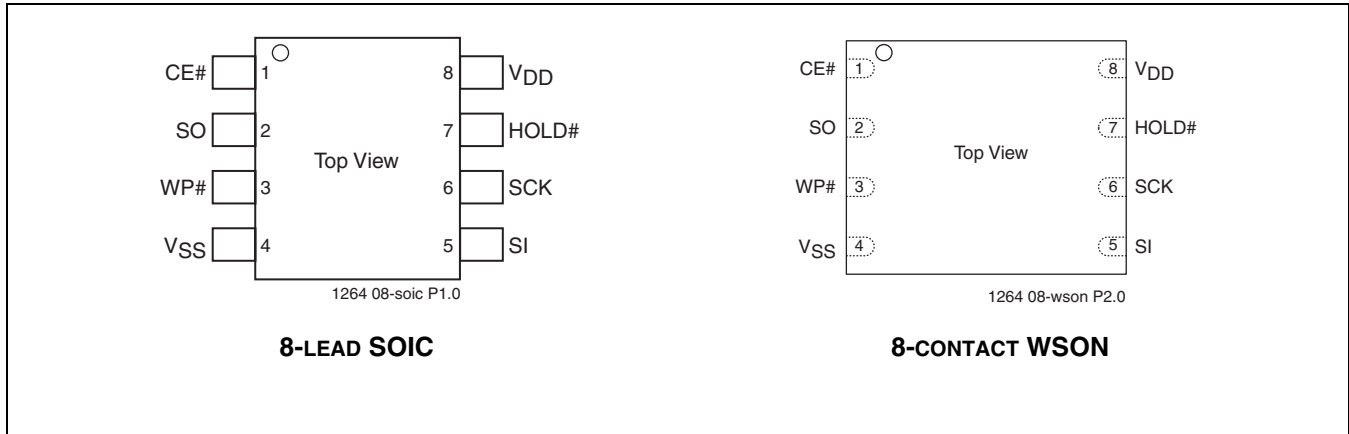 CE# 1 8 VDD
SO 2 7 HOLD#
Top View
WP# 3 6 SCK
VSS 4 5 SI
1264 08-soic P1.0
8-LEAD SOIC
CE# 1 8 VDD
SO 2 7 HOLD#
Top View
WP# 3 6 SCK
VSS 4 5 SI
1264 08-wson P2.0
8-CONTACT WSON